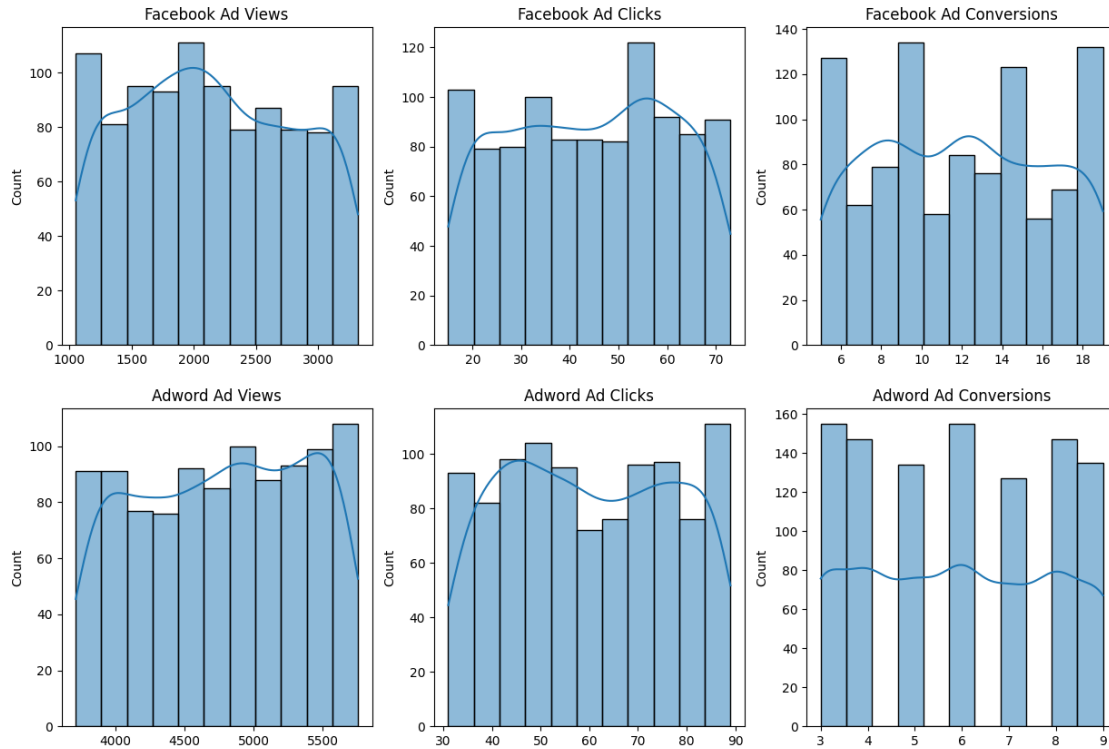 Facebook Ad Views
Facebook Ad Clicks
Facebook Ad Conversions
Count
100
80
60
40
20
0
1000 1500 2000 2500 3000
Count
120
100
80
60
40
20
0
20 30 40 50 60 70
Count
140
120
100
80
60
40
20
0
6 8 10 12 14 16 18
Adword Ad Views
Adword Ad Clicks
Adword Ad Conversions
Count
100
80
60
40
20
0
4000 4500 5000 5500
Count
100
80
60
40
20
0
30 40 50 60 70 80 90
Count
160
140
120
100
80
60
40
20
0
3 4 5 6 7 8 9